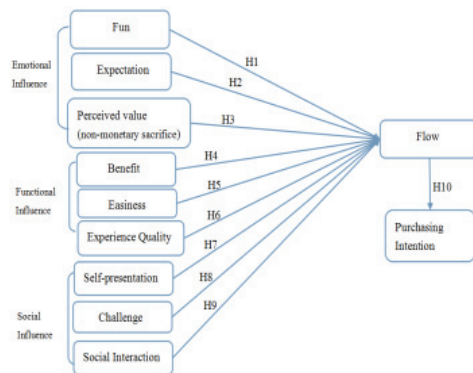 Fun
H1
Emotional
Influence
Expectation
H2
Perceived value
(non-monetary sacrifice)
H3
Flow
Benefit
H4
Functional
Influence
Easiness
H5
H10
Experience Quality
H6
Purchasing
Intention
Self-presentation
H7
Social
Influence
Challenge
H8
Social Interaction
H9